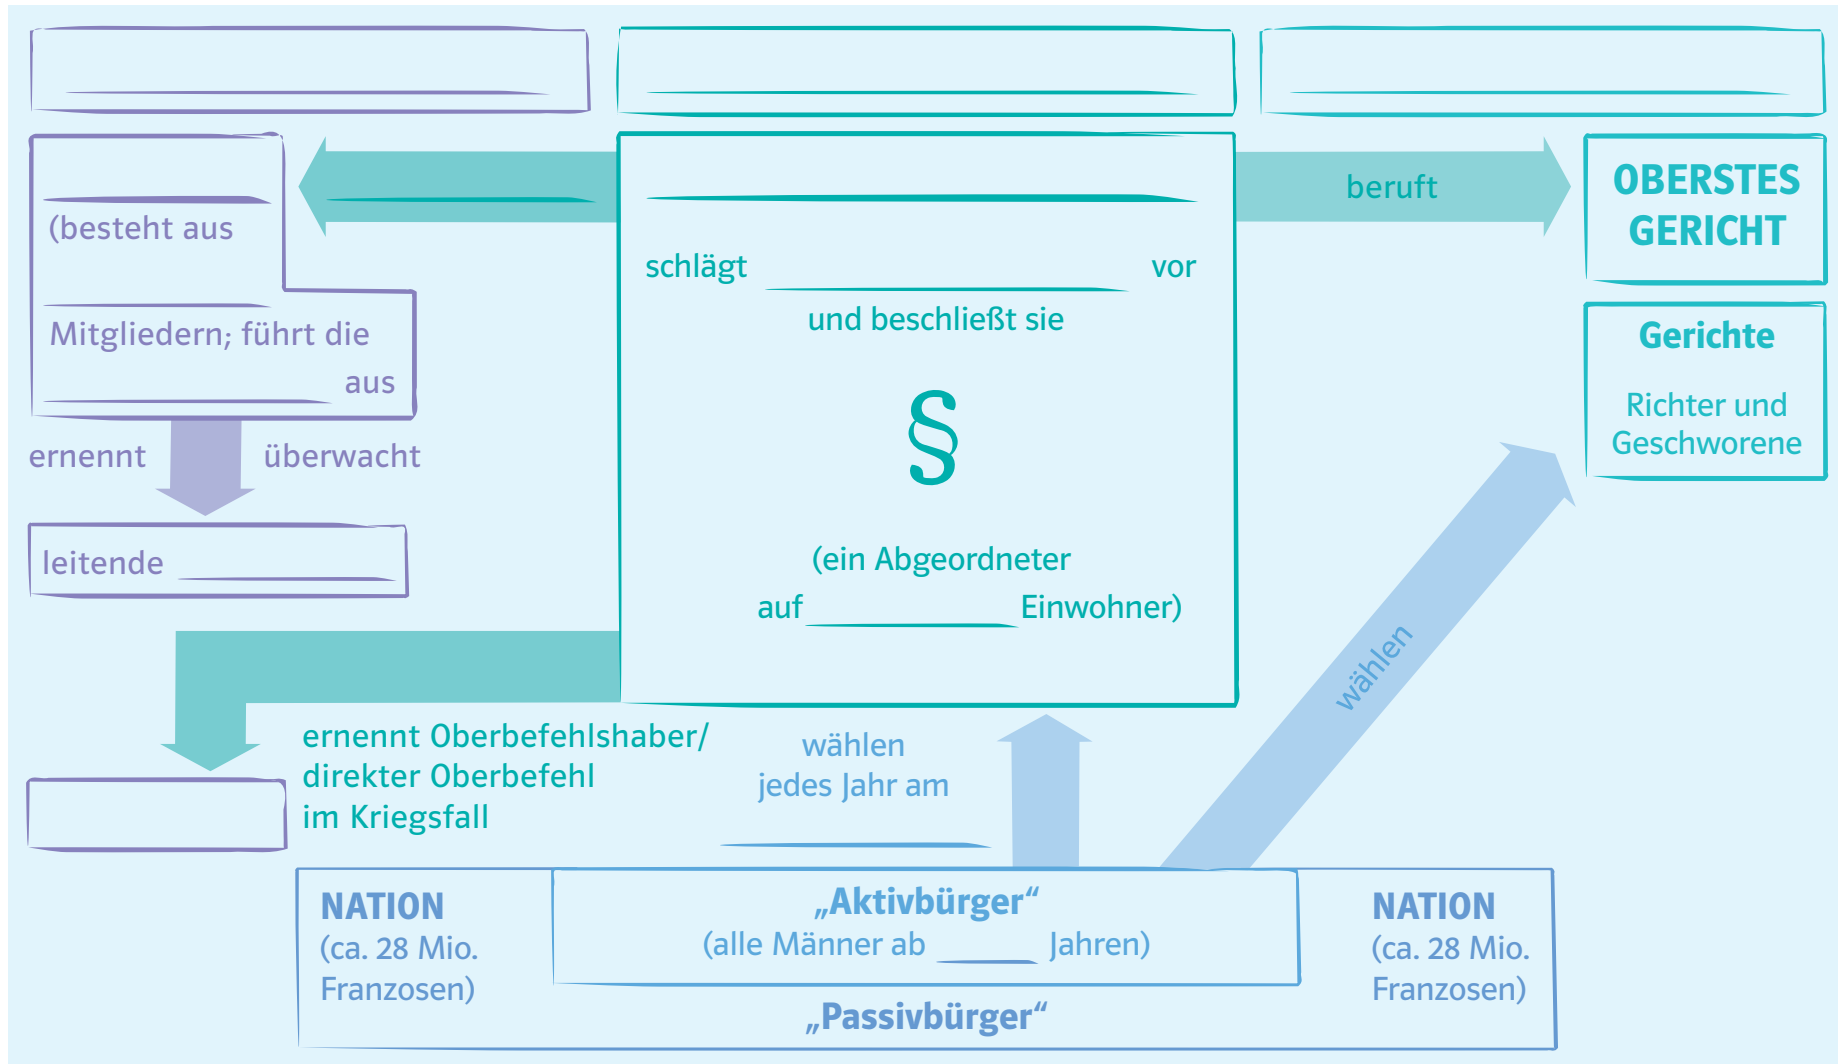 beruft
OBERSTES
GERICHT
(besteht aus
Mitgliedern; führt die
aus
ernennt überwacht
leitende
schlägt vor
und beschließt sie
§
(ein Abgeordneter
auf Einwohner)
Gerichte
Richter und
Geschworene
wählen
ernennt Oberbefehlshaber/
direkter Oberbefehl
im Kriegsfall
wählen
jedes Jahr am
NATION
(ca. 28 Mio.
Franzosen)
„Aktivbürger“
(alle Männer ab Jahren)
„Passivbürger“
NATION
(ca. 28 Mio.
Franzosen)